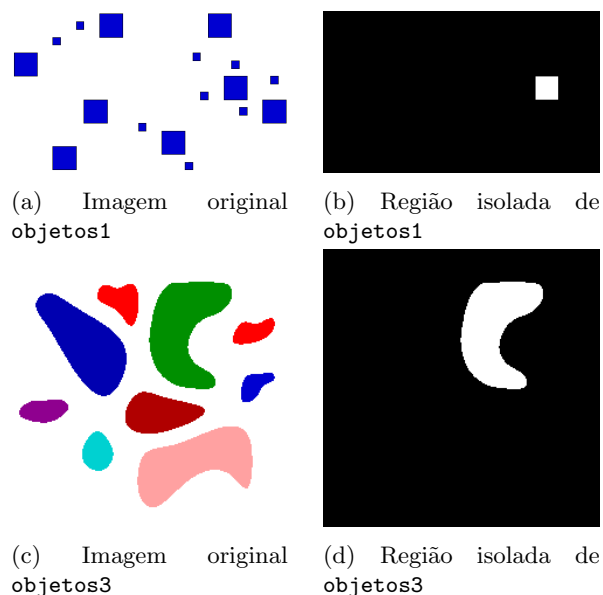 (a) Imagem original
objetos1
(b) Região isolada de
objetos1
(c) Imagem original
objetos3
(d) Região isolada de
objetos3